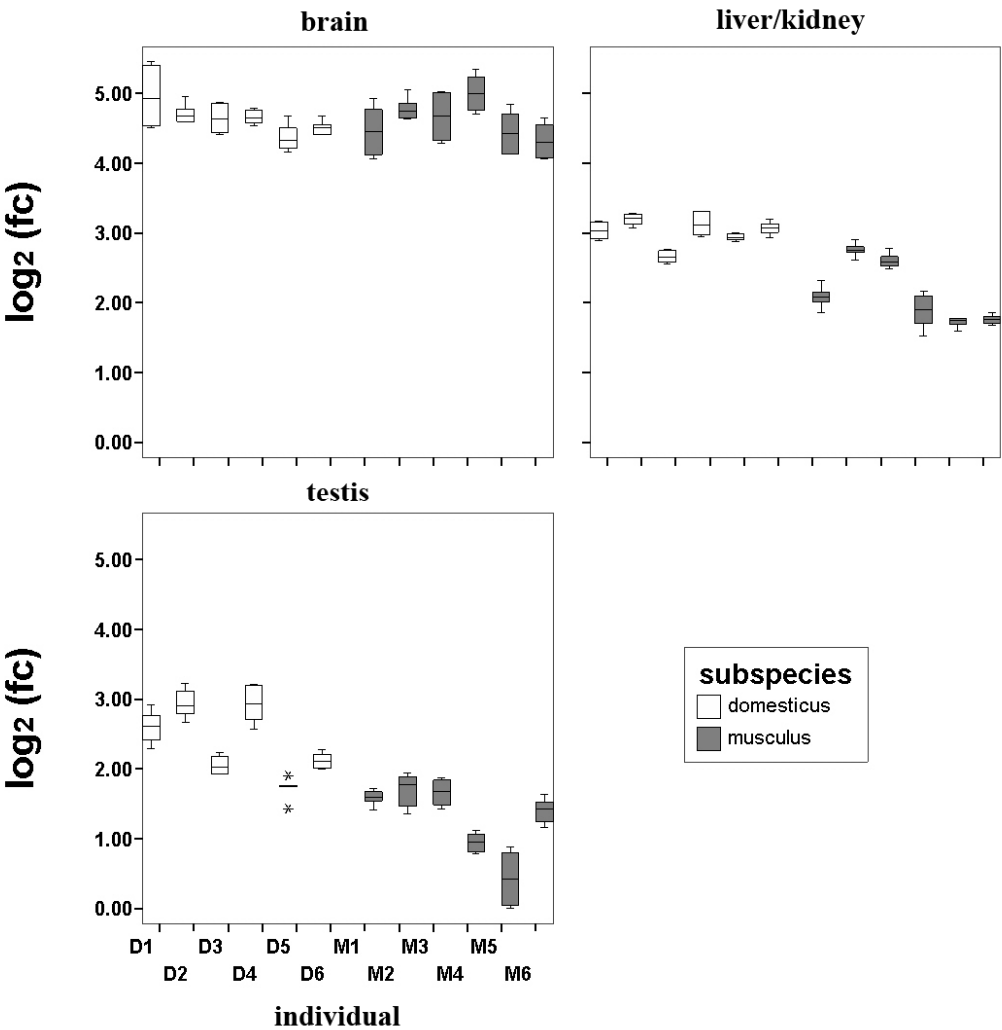 brain
liver/kidney
log2 (fc)
5.00
4.00
3.00
2.00
1.00
0.00
testis
log2 (fc)
5.00
4.00
3.00
2.00
1.00
0.00
subspecies
domesticus
musculus
D1 D3 D5 M1 M3 M5
D2 D4 D6 M2 M4 M6
individual